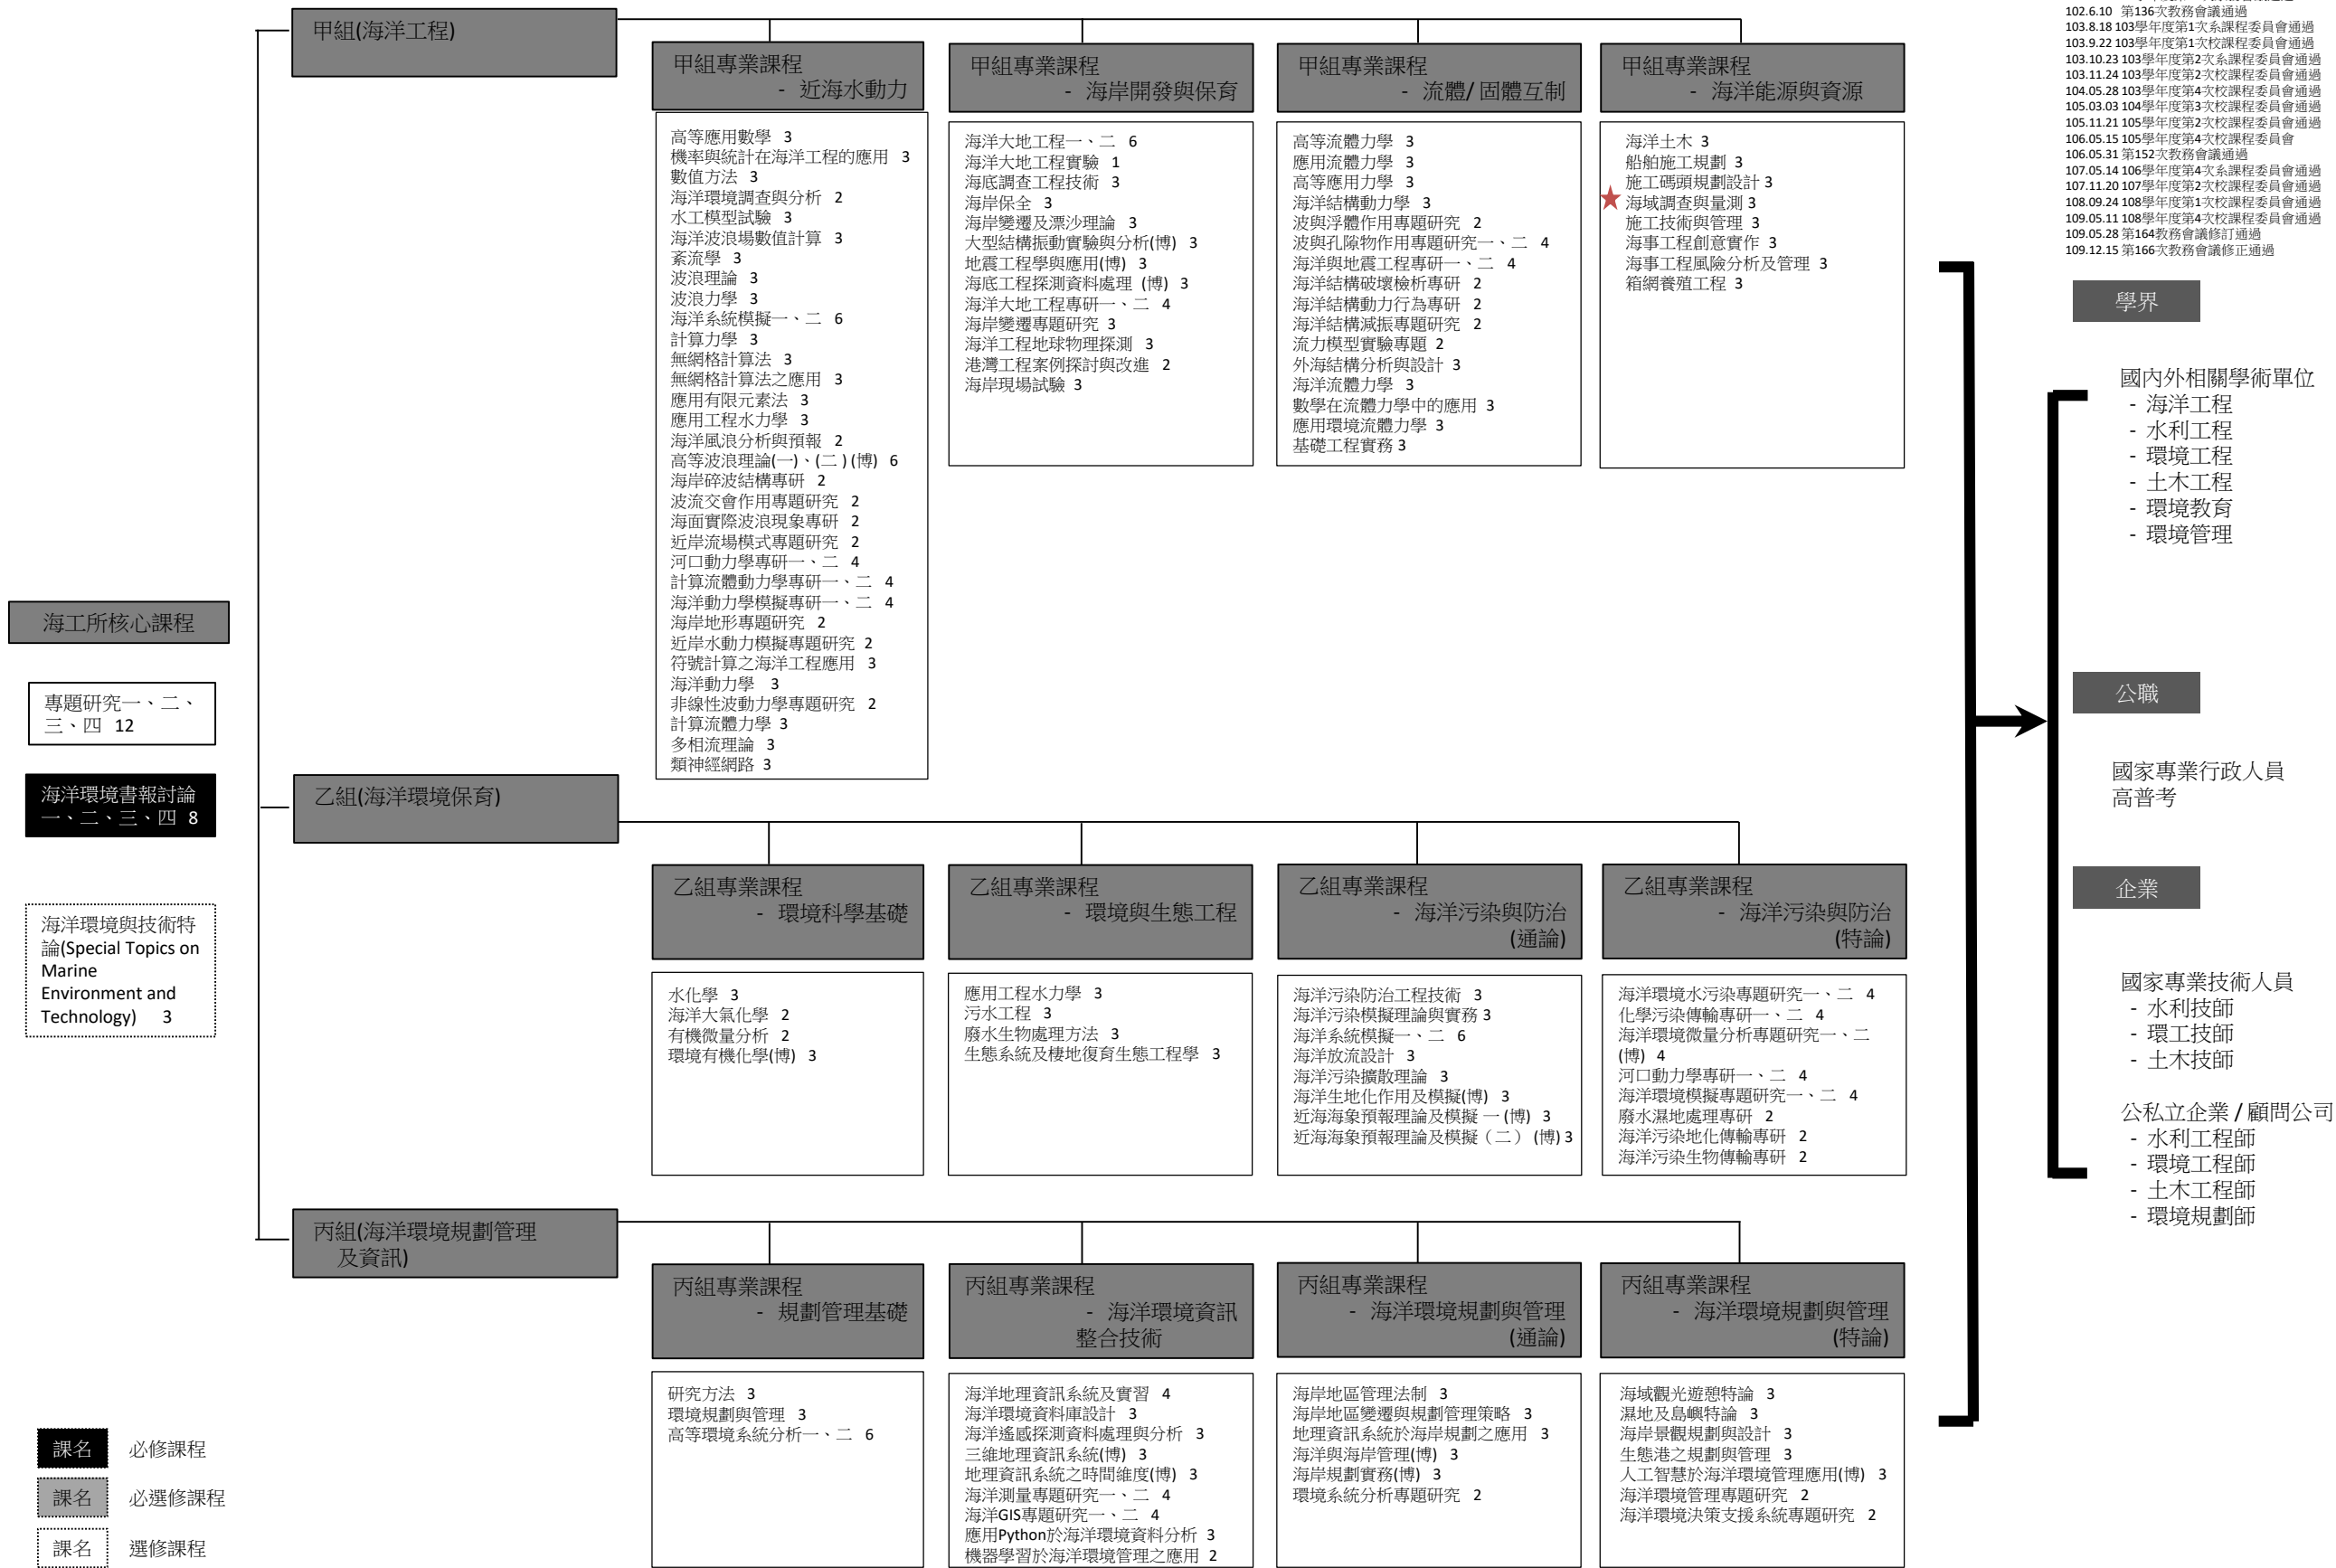 102.6.10 第136次教務會議通過
103.8.18 103學年度第1次系課程委員會通過
103.9.22 103學年度第1次校課程委員會通過
103.10.23 103學年度第2次系課程委員會通過
103.11.24 103學年度第2次校課程委員會通過
104.05.28 103學年度第4次校課程委員會通過
105.03.03 104學年度第3次校課程委員會通過
105.11.21 105學年度第2次校課程委員會通過
106.05.15 105學年度第4次校課程委員會
106.05.31 第152次教務會議通過
107.05.14 106學年度第4次系課程委員會通過
107.11.20 107學年度第2次校課程委員會通過
108.09.24 108學年度第1次校課程委員會通過
109.05.11 108學年度第4次校課程委員會通過
109.05.28 第164教務會議修訂通過
109.12.15 第166次教務會議修正通過
海工所核心課程
專題研究一、二、
三、四 12
海洋環境書報討論
一、二、三、四 8
海洋環境與技術特
論(Special Topics on
Marine
Environment and
Technology) 3
甲組(海洋工程)
甲組專業課程
- 近海水動力
高等應用數學 3
機率與統計在海洋工程的應用 3
數值方法 3
海洋環境調查與分析 2
水工模型試驗 3
海洋波浪場數值計算 3
紊流學 3
波浪理論 3
波浪力學 3
海洋系統模擬一、二 6
計算力學 3
無網格計算法 3
無網格計算法之應用 3
應用有限元素法 3
應用工程水力學 3
海洋風浪分析與預報 2
高等波浪理論(一)、(二)(博) 6
海岸碎波結構專研 2
波流交會作用專題研究 2
海面實際波浪現象專研 2
近岸流場模式專題研究 2
河口動力學專研一、二 4
計算流體動力學專研一、二 4
海洋動力學模擬專研一、二 4
海岸地形專題研究 2
近岸水動力模擬專題研究 2
符號計算之海洋工程應用 3
海洋動力學 3
非線性波動力學專題研究 2
計算流體力學 3
多相流理論 3
類神經網路 3
甲組專業課程
- 海岸開發與保育
海洋大地工程一、二 6
海洋大地工程實驗 1
海底調查工程技術 3
海岸保全 3
海岸變遷及漂沙理論 3
大型結構振動實驗與分析(博) 3
地震工程學與應用(博) 3
海底工程探測資料處理 (博) 3
海洋大地工程專研一、二 4
海岸變遷專題研究 3
海洋工程地球物理探測 3
港灣工程案例探討與改進 2
海岸現場試驗 3
甲組專業課程
- 流體/ 固體互制
高等流體力學 3
應用流體力學 3
高等應用力學 3
海洋結構動力學 3
波與浮體作用專題研究 2
波與孔隙物作用專題研究一、二 4
海洋與地震工程專研一、二 4
海洋結構破壞檢析專研 2
海洋結構動力行為專研 2
海洋結構減振專題研究 2
流力模型實驗專題 2
外海結構分析與設計 3
海洋流體力學 3
數學在流體力學中的應用 3
應用環境流體力學 3
基礎工程實務 3
甲組專業課程
- 海洋能源與資源
海洋土木 3
船舶施工規劃 3
施工碼頭規劃設計 3
★ 海域調查與量測 3
施工技術與管理 3
海事工程創意實作 3
海事工程風險分析及管理 3
箱網養殖工程 3
乙組(海洋環境保育)
乙組專業課程
- 環境科學基礎
水化學 3
海洋大氣化學 2
有機微量分析 2
環境有機化學(博) 3
乙組專業課程
- 環境與生態工程
應用工程水力學 3
污水工程 3
廢水生物處理方法 3
生態系統及棲地復育生態工程學 3
乙組專業課程
- 海洋污染與防治
(通論)
海洋污染防治工程技術 3
海洋污染模擬理論與實務 3
海洋系統模擬一、二 6
海洋放流設計 3
海洋污染擴散理論 3
海洋生地化作用及模擬(博) 3
近海海象預報理論及模擬 一 (博) 3
近海海象預報理論及模擬（二） (博) 3
乙組專業課程
- 海洋污染與防治
(特論)
海洋環境水污染專題研究一、二 4
化學污染傳輸專研一、二 4
海洋環境微量分析專題研究一、二
(博) 4
河口動力學專研一、二 4
海洋環境模擬專題研究一、二 4
廢水濕地處理專研 2
海洋污染地化傳輸專研 2
海洋污染生物傳輸專研 2
丙組(海洋環境規劃管理
及資訊)
丙組專業課程
- 規劃管理基礎
研究方法 3
環境規劃與管理 3
高等環境系統分析一、二 6
丙組專業課程
- 海洋環境資訊
整合技術
海洋地理資訊系統及實習 4
海洋環境資料庫設計 3
海洋遙感探測資料處理與分析 3
三維地理資訊系統(博) 3
地理資訊系統之時間維度(博) 3
海洋測量專題研究一、二 4
海洋GIS專題研究一、二 4
應用Python於海洋環境資料分析 3
機器學習於海洋環境管理之應用 2
丙組專業課程
- 海洋環境規劃與管理
(通論)
海岸地區管理法制 3
海岸地區變遷與規劃管理策略 3
地理資訊系統於海岸規劃之應用 3
海洋與海岸管理(博) 3
海岸規劃實務(博) 3
環境系統分析專題研究 2
丙組專業課程
- 海洋環境規劃與管理
(特論)
海域觀光遊憩特論 3
濕地及島嶼特論 3
海岸景觀規劃與設計 3
生態港之規劃與管理 3
人工智慧於海洋環境管理應用(博) 3
海洋環境管理專題研究 2
海洋環境決策支援系統專題研究 2
學界
國內外相關學術單位
- 海洋工程
- 水利工程
- 環境工程
- 土木工程
- 環境教育
- 環境管理
公職
國家專業行政人員
高普考
企業
國家專業技術人員
- 水利技師
- 環工技師
- 土木技師
公私立企業 / 顧問公司
- 水利工程師
- 環境工程師
- 土木工程師
- 環境規劃師
課名 必修課程
課名 必選修課程
課名 選修課程